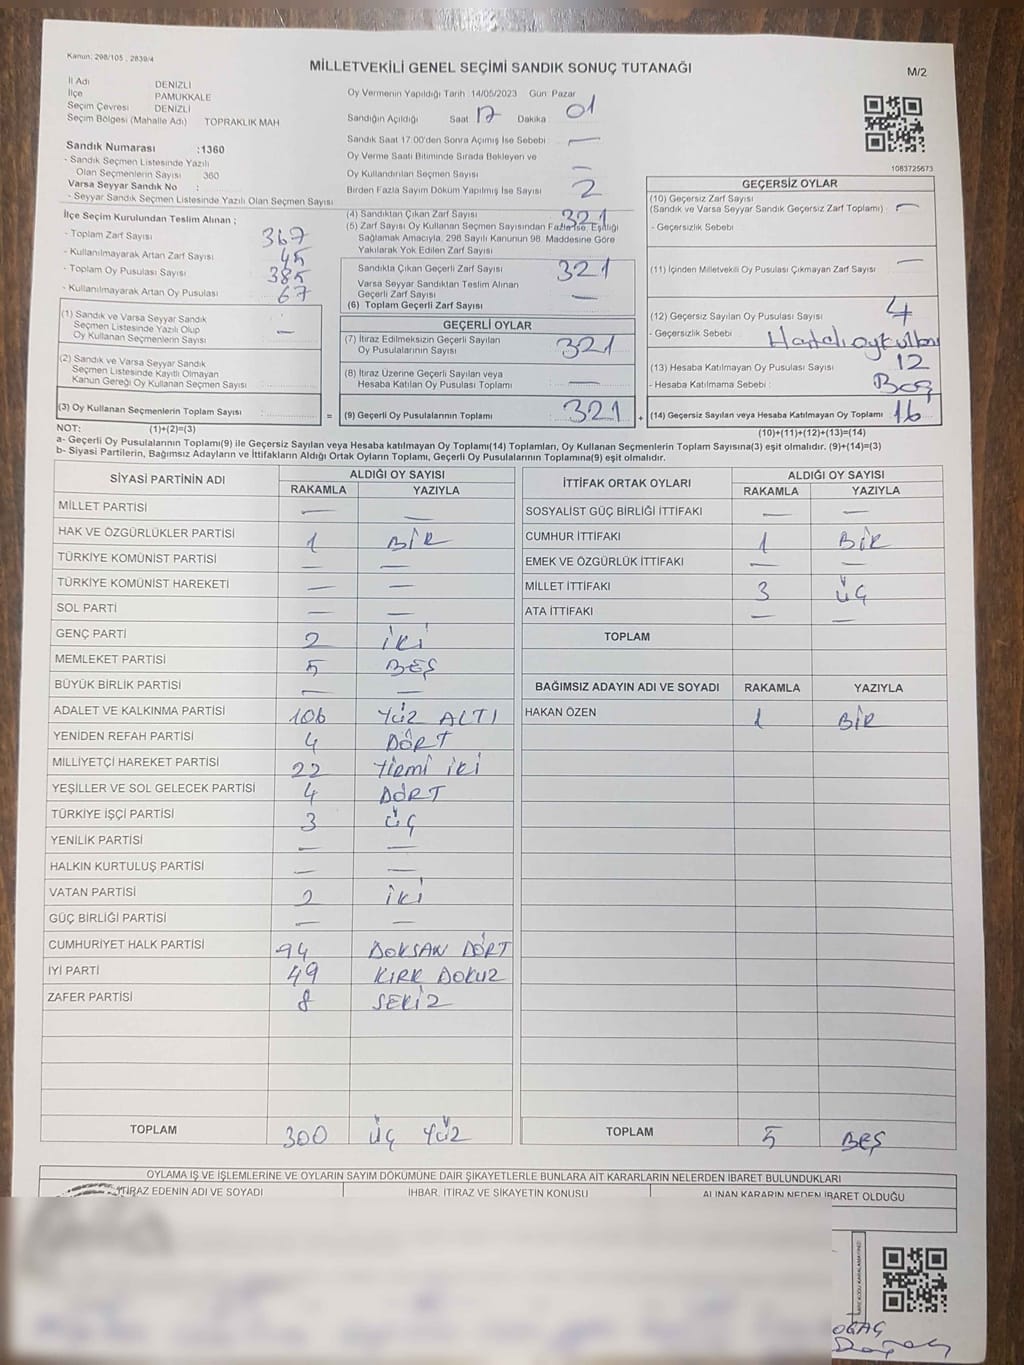 Kanun: 298/105 , 2839/4
MİLLETVEKİLİ GENEL SEÇİMİ SANDIK SONUÇ TUTANAĞI
M/2
İl Adı DENİZLİ
İlçe PAMUKKALE
Seçim Çevresi DENİZLİ
Seçim Bölgesi (Mahalle Adı) TOPRAKLIK MAH
Sandık Numarası :1360
- Sandık Seçmen Listesinde Yazılı
Olan Seçmenlerin Sayısı 360
Varsa Seyyar Sandık No :
- Seyyar Sandık Seçmen Listesinde Yazılı Olan Seçmen Sayısı
Oy Vermenin Yapıldığı Tarih :14/05/2023 Gün: Pazar
Sandığın Açıldığı Saat 17 Dakika 01
Sandık Saat 17:00'den Sonra Açımış İse Sebebi —
Oy Verme Saati Bitiminde Sırada Bekleyen ve
Oy Kullandırılan Seçmen Sayısı —
Birden Fazla Sayım Döküm Yapılmış İse Sayısı 2
1083725673
İlçe Seçim Kurulundan Teslim Alınan ;
- Toplam Zarf Sayısı 367
- Kullanılmayarak Artan Zarf Sayısı 45
- Toplam Oy Pusulası Sayısı 385
- Kullanılmayarak Artan Oy Pusulası 67
(1) Sandık ve Varsa Seyyar Sandık
Seçmen Listesinde Yazılı Olup
Oy Kullanan Seçmenlerin Sayısı —
(2) Sandık ve Varsa Seyyar Sandık
Seçmen Listesinde Kayıtlı Olmayan
Kanun Gereği Oy Kullanan Seçmen Sayısı
(3) Oy Kullanan Seçmenlerin Toplam Sayısı =
(4) Sandıktan Çıkan Zarf Sayısı 321
(5) Zarf Sayısı Oy Kullanan Seçmen Sayısından Fazla İse, Eşitliği
Sağlamak Amacıyla, 298 Sayılı Kanunun 98. Maddesine Göre
Yakılarak Yok Edilen Zarf Sayısı
Sandıkta Çıkan Geçerli Zarf Sayısı 321
Varsa Seyyar Sandıktan Teslim Alınan
Geçerli Zarf Sayısı —
(6) Toplam Geçerli Zarf Sayısı
GEÇERLİ OYLAR
(7) İtiraz Edilmeksizin Geçerli Sayılan
Oy Pusulalarının Sayısı 321
(8) İtiraz Üzerine Geçerli Sayılan veya
Hesaba Katılan Oy Pusulası Toplamı —
(9) Geçerli Oy Pusulalarının Toplamı 321 +
GEÇERSİZ OYLAR
(10) Geçersiz Zarf Sayısı
(Sandık ve Varsa Seyyar Sandık Geçersiz Zarf Toplamı) —
- Geçersizlik Sebebi
(11) İçinden Milletvekili Oy Pusulası Çıkmayan Zarf Sayısı —
(12) Geçersiz Sayılan Oy Pusulası Sayısı 4
- Geçersizlik Sebebi
(13) Hesaba Katılmayan Oy Pusulası Sayısı 12
- Hesaba Katılmama Sebebi : Boş
(14) Geçersiz Sayılan veya Hesaba Katılmayan Oy Toplamı 16
NOT: (1)+(2)=(3)
(10)+(11)+(12)+(13)=(14)
a- Geçerli Oy Pusulalarının Toplamı(9) ile Geçersiz Sayılan veya Hesaba katılmayan Oy Toplamı(14) Toplamları, Oy Kullanan Seçmenlerin Toplam Sayısına(3) eşit olmalıdır. (9)+(14)=(3)
b- Siyasi Partilerin, Bağımsız Adayların ve İttifakların Aldığı Ortak Oyların Toplamı, Geçerli Oy Pusulalarının Toplamına(9) eşit olmalıdır.
SİYASİ PARTİNİN ADI ALDIĞI OY SAYISI
RAKAMLA YAZIYLA
MİLLET PARTİSİ — —
HAK VE ÖZGÜRLÜKLER PARTİSİ 1 BİR
TÜRKİYE KOMÜNİST PARTİSİ — —
TÜRKİYE KOMÜNİST HAREKETİ — —
SOL PARTİ — —
GENÇ PARTİ 2 İKİ
MEMLEKET PARTİSİ 5 BEŞ
BÜYÜK BİRLİK PARTİSİ — —
ADALET VE KALKINMA PARTİSİ 106 YÜZ ALTI
YENİDEN REFAH PARTİSİ 4 DÖRT
MİLLİYETÇİ HAREKET PARTİSİ 22 YİRMİ İKİ
YEŞİLLER VE SOL GELECEK PARTİSİ 4 DÖRT
TÜRKİYE İŞÇİ PARTİSİ 3 ÜÇ
YENİLİK PARTİSİ — —
HALKIN KURTULUŞ PARTİSİ — —
VATAN PARTİSİ 2 İKİ
GÜÇ BİRLİĞİ PARTİSİ — —
CUMHURİYET HALK PARTİSİ 94 DOKSAN DÖRT
İYİ PARTİ 49 KIRK DOKUZ
ZAFER PARTİSİ 8 SEKİZ
TOPLAM 300 ÜÇ YÜZ
İTTİFAK ORTAK OYLARI ALDIĞI OY SAYISI
RAKAMLA YAZIYLA
SOSYALİST GÜÇ BİRLİĞİ İTTİFAKI — —
CUMHUR İTTİFAKI 1 BİR
EMEK VE ÖZGÜRLÜK İTTİFAKI — —
MİLLET İTTİFAKI 3 ÜÇ
ATA İTTİFAKI — —
TOPLAM
BAĞIMSIZ ADAYIN ADI VE SOYADI RAKAMLA YAZIYLA
HAKAN ÖZEN 1 BİR
TOPLAM 5 BEŞ
OYLAMA İŞ VE İŞLEMLERİNE VE OYLARIN SAYIM DÖKÜMÜNE DAİR ŞİKAYETLERLE BUNLARA AİT KARARLARIN NELERDEN İBARET BULUNDUKLARI
İTİRAZ EDENİN ADI VE SOYADI İHBAR, İTİRAZ VE ŞİKAYETİN KONUSU ALINAN KARARIN NEDEN İBARET OLDUĞU